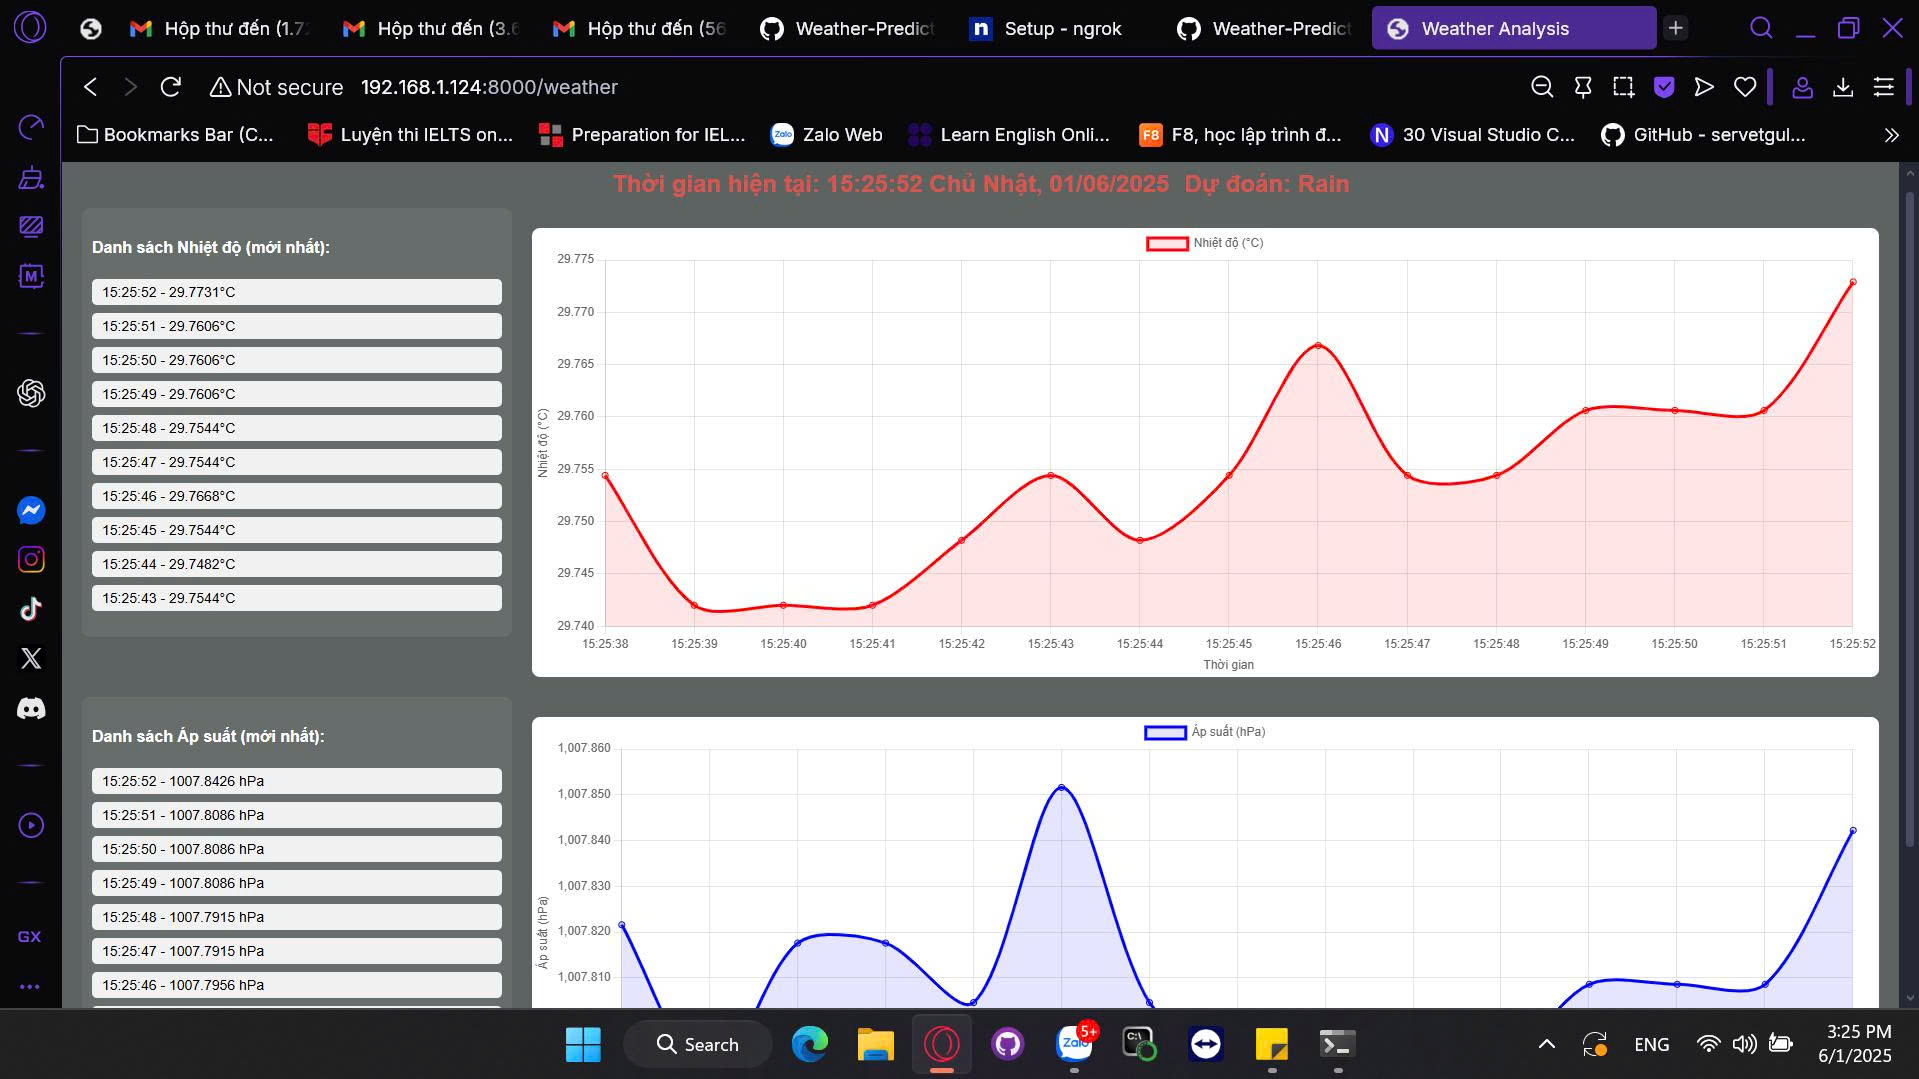 Hộp thư đến (1.7
Hộp thư đến (3.6
Hộp thư đến (56
Weather-Predict
Setup - ngrok
Weather-Predict
Weather Analysis
Not secure 192.168.1.124:8000/weather
Bookmarks Bar (C...
Luyện thi IELTS on...
Preparation for IEL...
Zalo Web
Learn English Onli...
F8, học lập trình đ...
30 Visual Studio C...
GitHub - servetgul...
Thời gian hiện tại: 15:25:52 Chủ Nhật, 01/06/2025 Dự đoán: Rain
Danh sách Nhiệt độ (mới nhất):
15:25:52 - 29.7731°C
15:25:51 - 29.7606°C
15:25:50 - 29.7606°C
15:25:49 - 29.7606°C
15:25:48 - 29.7544°C
15:25:47 - 29.7544°C
15:25:46 - 29.7668°C
15:25:45 - 29.7544°C
15:25:44 - 29.7482°C
15:25:43 - 29.7544°C
Nhiệt độ (°C)
29.775
29.770
29.765
29.760
29.755
29.750
29.745
29.740
Nhiệt độ (°C)
15:25:38 15:25:39 15:25:40 15:25:41 15:25:42 15:25:43 15:25:44 15:25:45 15:25:46 15:25:47 15:25:48 15:25:49 15:25:50 15:25:51 15:25:52
Thời gian
Danh sách Áp suất (mới nhất):
15:25:52 - 1007.8426 hPa
15:25:51 - 1007.8086 hPa
15:25:50 - 1007.8086 hPa
15:25:49 - 1007.8086 hPa
15:25:48 - 1007.7915 hPa
15:25:47 - 1007.7915 hPa
15:25:46 - 1007.7956 hPa
Áp suất (hPa)
1,007.860
1,007.850
1,007.840
1,007.830
1,007.820
1,007.810
Áp suất (hPa)
GX
Search
Zalo
5+
ENG
3:25 PM
6/1/2025